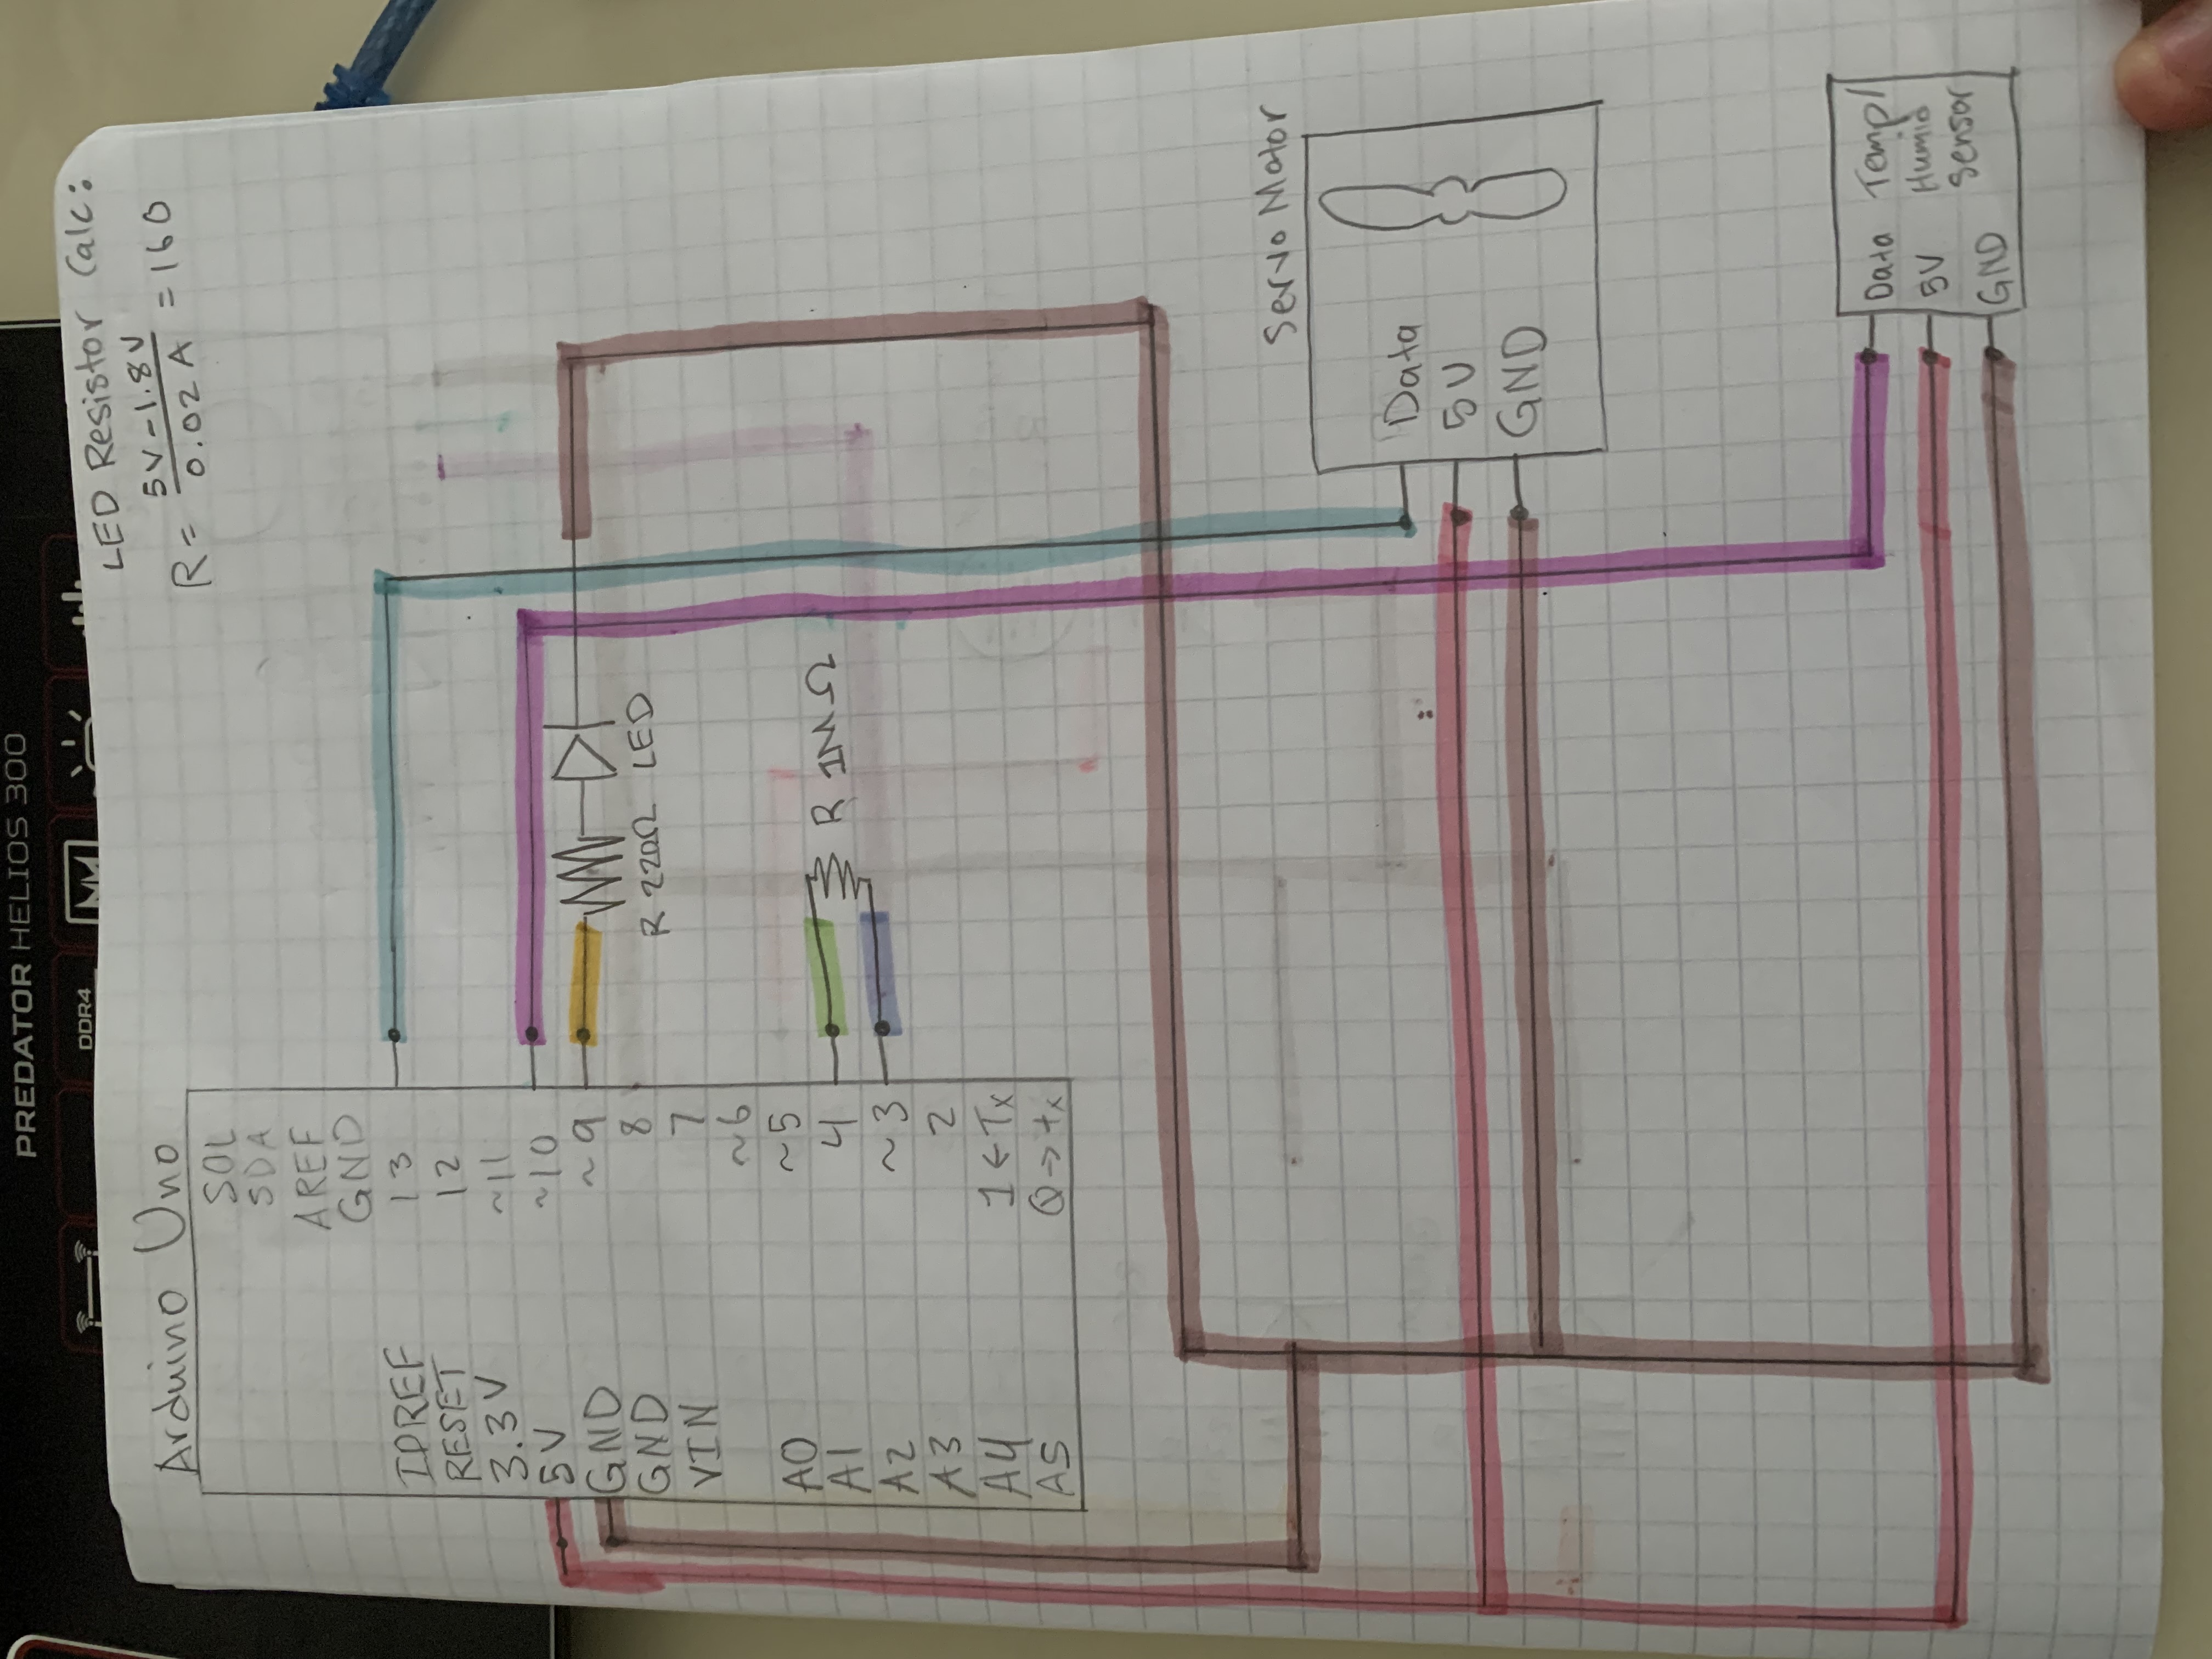 PREDATOR HELIOS 300
DDR4
LED Resistor Calc:
R = 5V-1.8V / 0.02 A = 160
Arduino Uno
SOL
SDA
AREF
GND
IOREF 13
RESET 12
3.3V ~11
5V ~10
GND ~9
GND 8
VIN 7
~6
A0 ~5
A1 4
A2 ~3
A3 2
A4 1←Tx
A5 0→tx
R 220Ω LED
R 1MΩ
Servo Motor
Data
5V
GND
Data Temp/
5V Humid
Sensor
GND